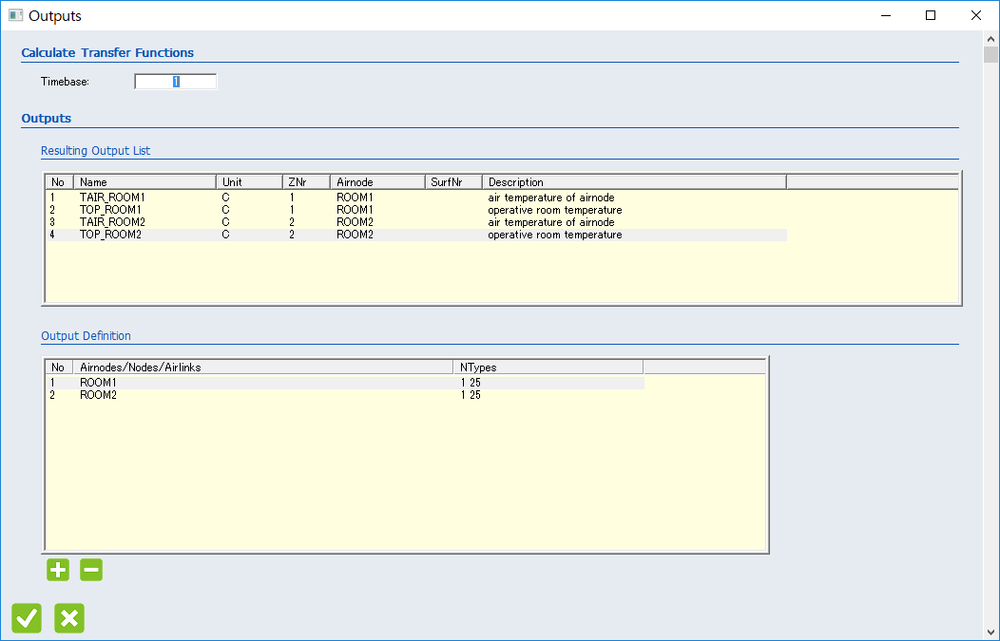 Outputs
Calculate Transfer Functions
Timebase: 1
Outputs
Resulting Output List
No Name Unit ZNr Airnode SurfNr Description
1 TAIR_ROOM1 C 1 ROOM1 air temperature of airnode
2 TOP_ROOM1 C 1 ROOM1 operative room temperature
3 TAIR_ROOM2 C 2 ROOM2 air temperature of airnode
4 TOP_ROOM2 C 2 ROOM2 operative room temperature
Output Definition
No Airnodes/Nodes/Airlinks NTypes
1 ROOM1 1 25
2 ROOM2 1 25